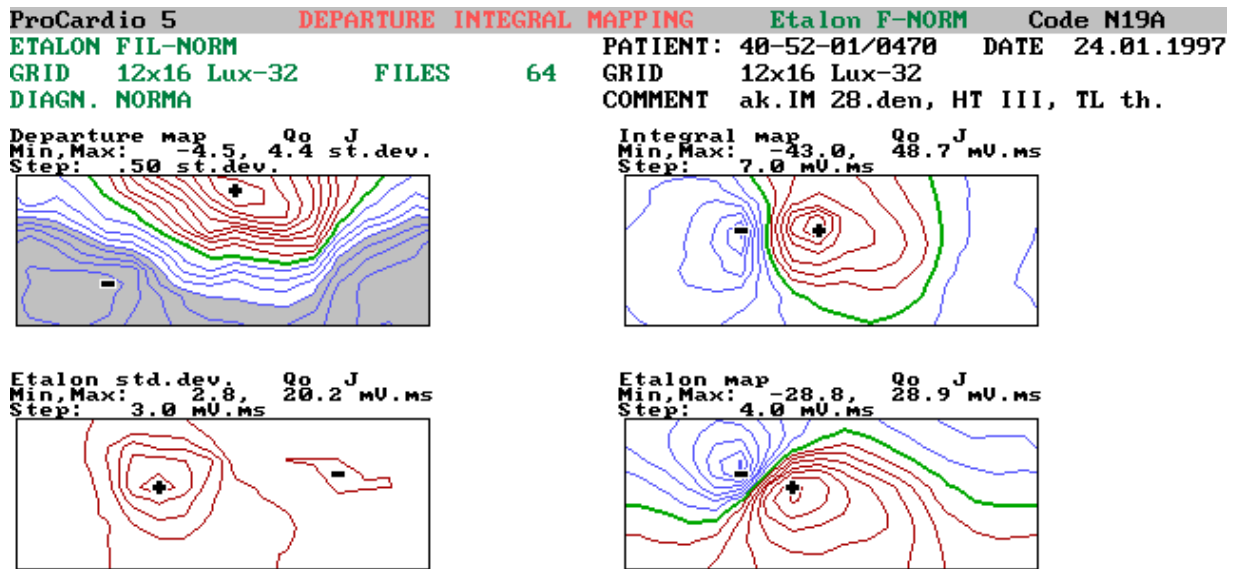 ProCardio 5 DEPARTURE INTEGRAL MAPPING Etalon F-NORM Code N19A
ETALON FIL-NORM PATIENT: 40-52-01/0470 DATE 24.01.1997
GRID 12x16 Lux-32 FILES 64 GRID 12x16 Lux-32
DIAGN. NORMA COMMENT ak.IM 28.den, HT III, TL th.
Departure map Qo J
Min,Max: -4.5, 4.4 st.dev.
Step: .50 st.dev.
Integral map Qo J
Min,Max: -43.0, 48.7 mV.ms
Step: 7.0 mV.ms
Etalon std.dev. Qo J
Min,Max: 2.8, 20.2 mV.ms
Step: 3.0 mV.ms
Etalon map Qo J
Min,Max: -28.8, 28.9 mV.ms
Step: 4.0 mV.ms